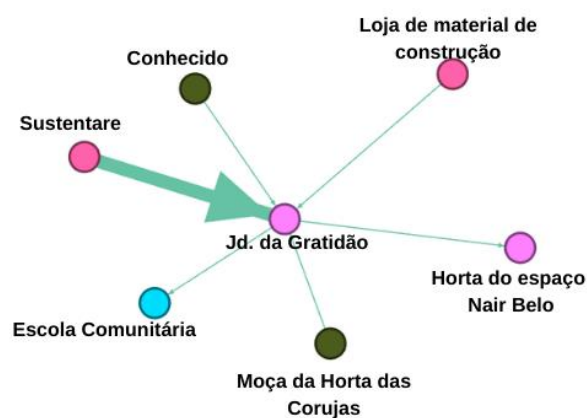 Loja de material de
construção
Conhecido
Sustentare
Jd. da Gratidão
Horta do espaço
Nair Belo
Escola Comunitária
Moça da Horta das
Corujas